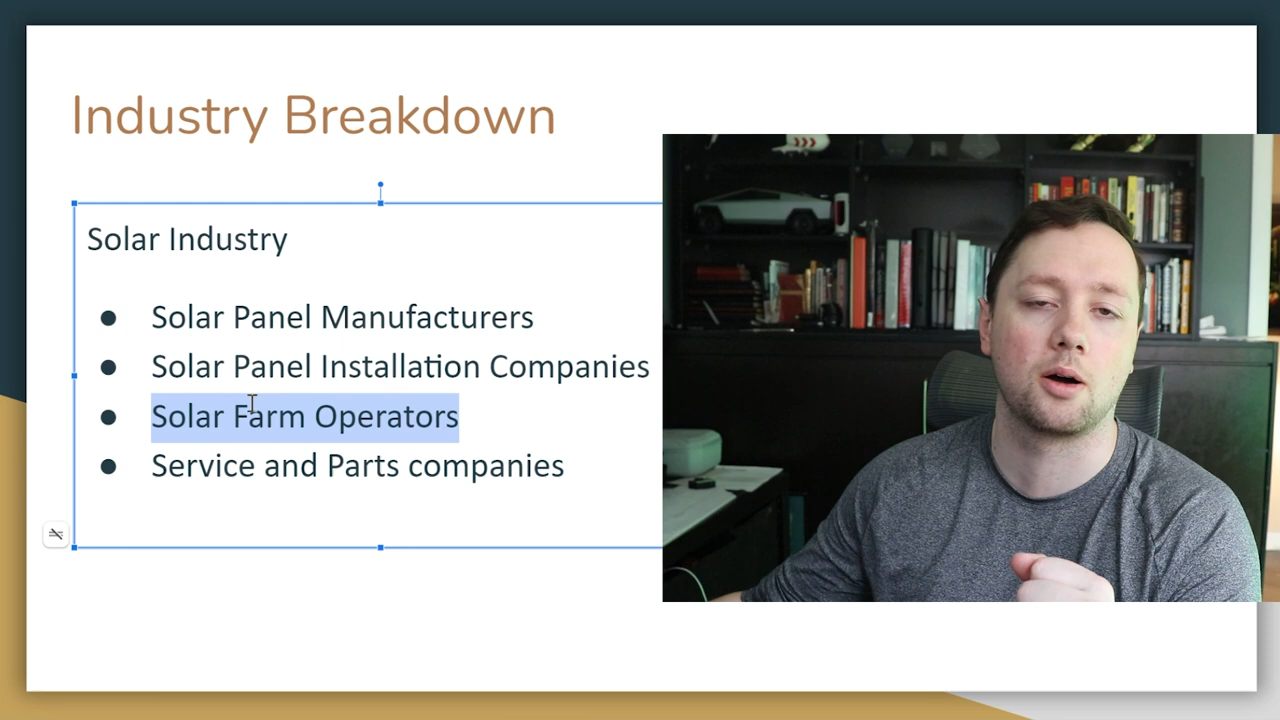 Industry Breakdown
Solar Industry
● Solar Panel Manufacturers
● Solar Panel Installation Companies
● Solar Farm Operators
● Service and Parts companies